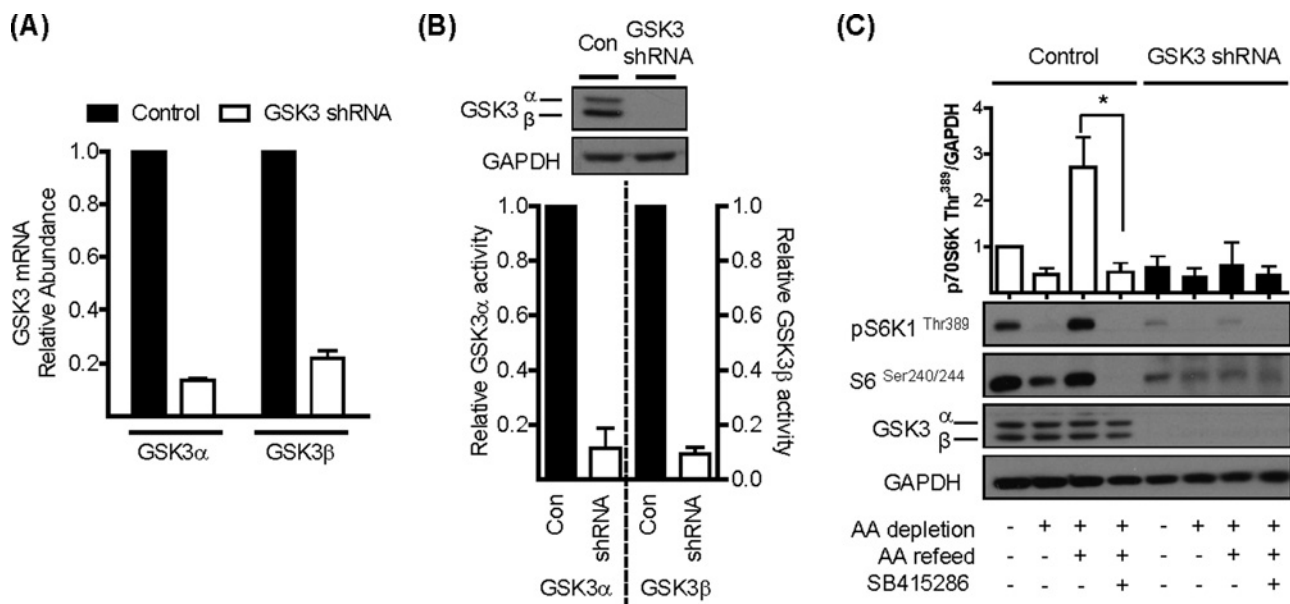 (A)
Control GSK3 shRNA
GSK3 mRNA
Relative Abundance
1.0
0.8
0.6
0.4
0.2
GSK3α GSK3β
(B)
Con GSK3 shRNA
GSK3 α
β
GAPDH
Relative GSK3α activity
1.0
0.8
0.6
0.4
0.2
Relative GSK3β activity
1.0
0.8
0.6
0.4
0.2
0.0
Con shRNA Con shRNA
GSK3α GSK3β
(C)
Control GSK3 shRNA
p70S6K Thr389/GAPDH
4
3
2
1
*
pS6K1 Thr389
S6 Ser240/244
GSK3 α
β
GAPDH
AA depletion - + + + - + + +
AA refeed - - + + - - + +
SB415286 - - - + - - - +